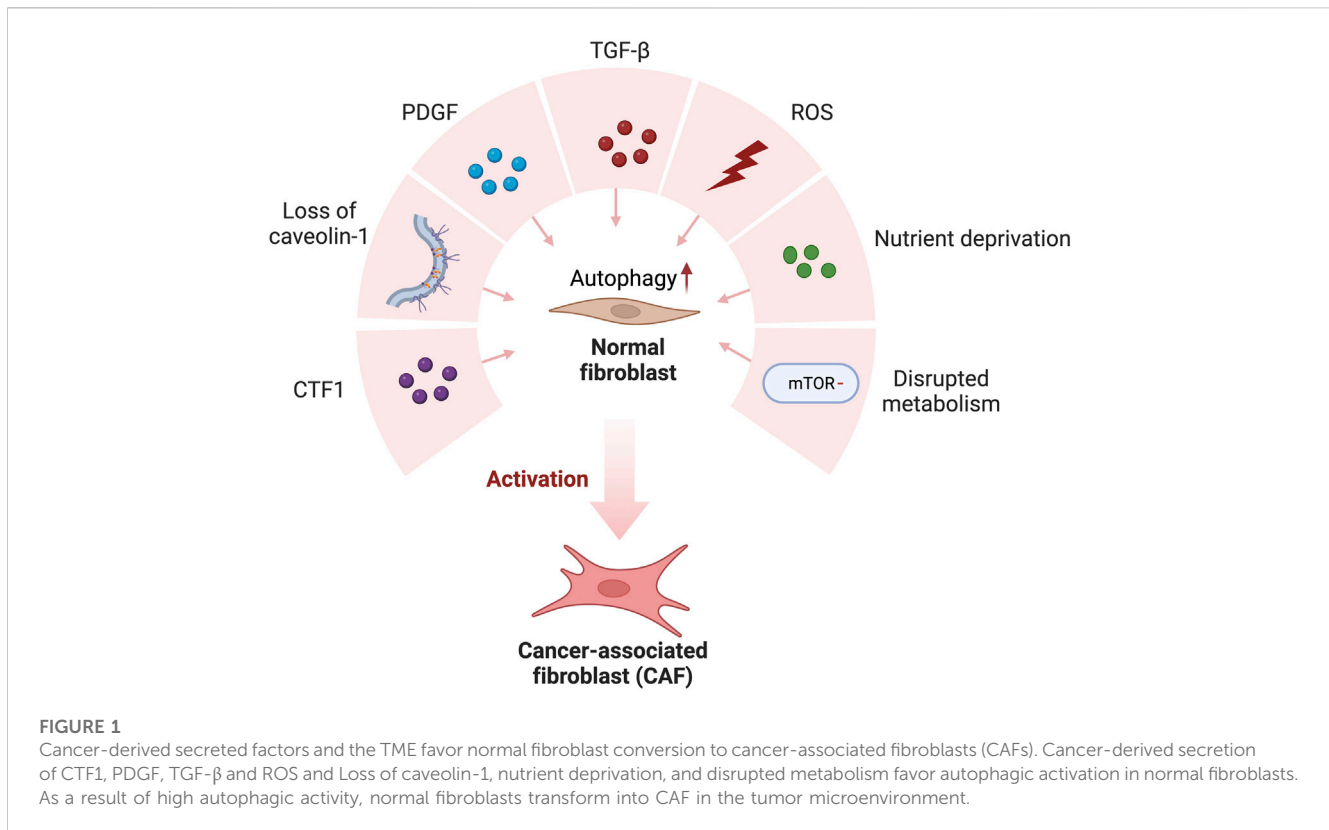 TGF-β
PDGF
ROS
Loss of
caveolin-1
Nutrient deprivation
Autophagy
Normal
fibroblast
CTF1
mTOR-
Disrupted
metabolism
Activation
Cancer-associated
fibroblast (CAF)
FIGURE 1
Cancer-derived secreted factors and the TME favor normal fibroblast conversion to cancer-associated fibroblasts (CAFs). Cancer-derived secretion
of CTF1, PDGF, TGF-β and ROS and Loss of caveolin-1, nutrient deprivation, and disrupted metabolism favor autophagic activation in normal fibroblasts.
As a result of high autophagic activity, normal fibroblasts transform into CAF in the tumor microenvironment.